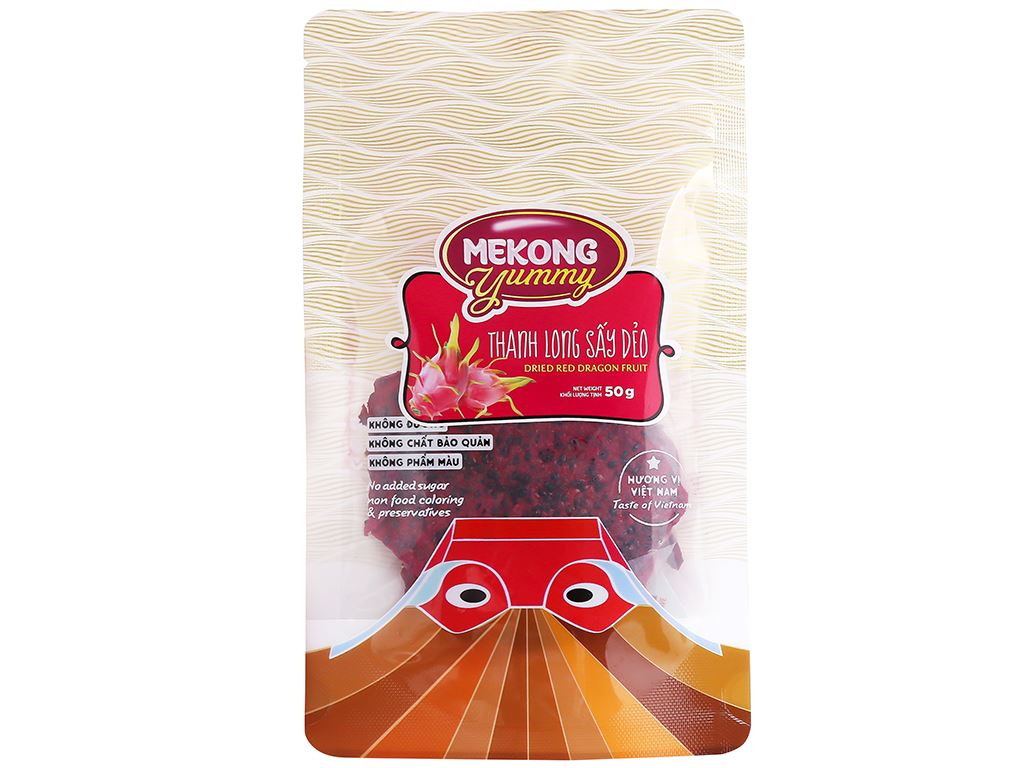 MEKONG
Yummy
THANH LONG SẤY DẺO
DRIED RED DRAGON FRUIT
NET WEIGHT
KHỐI LƯỢNG TỊNH 50g
KHÔNG
KHÔNG CHẤT BẢO QUẢN
KHÔNG PHẨM MÀU
No added sugar
non food coloring
& preservatives
HƯƠNG VỊ
VIỆT NAM
Taste of Vietnam